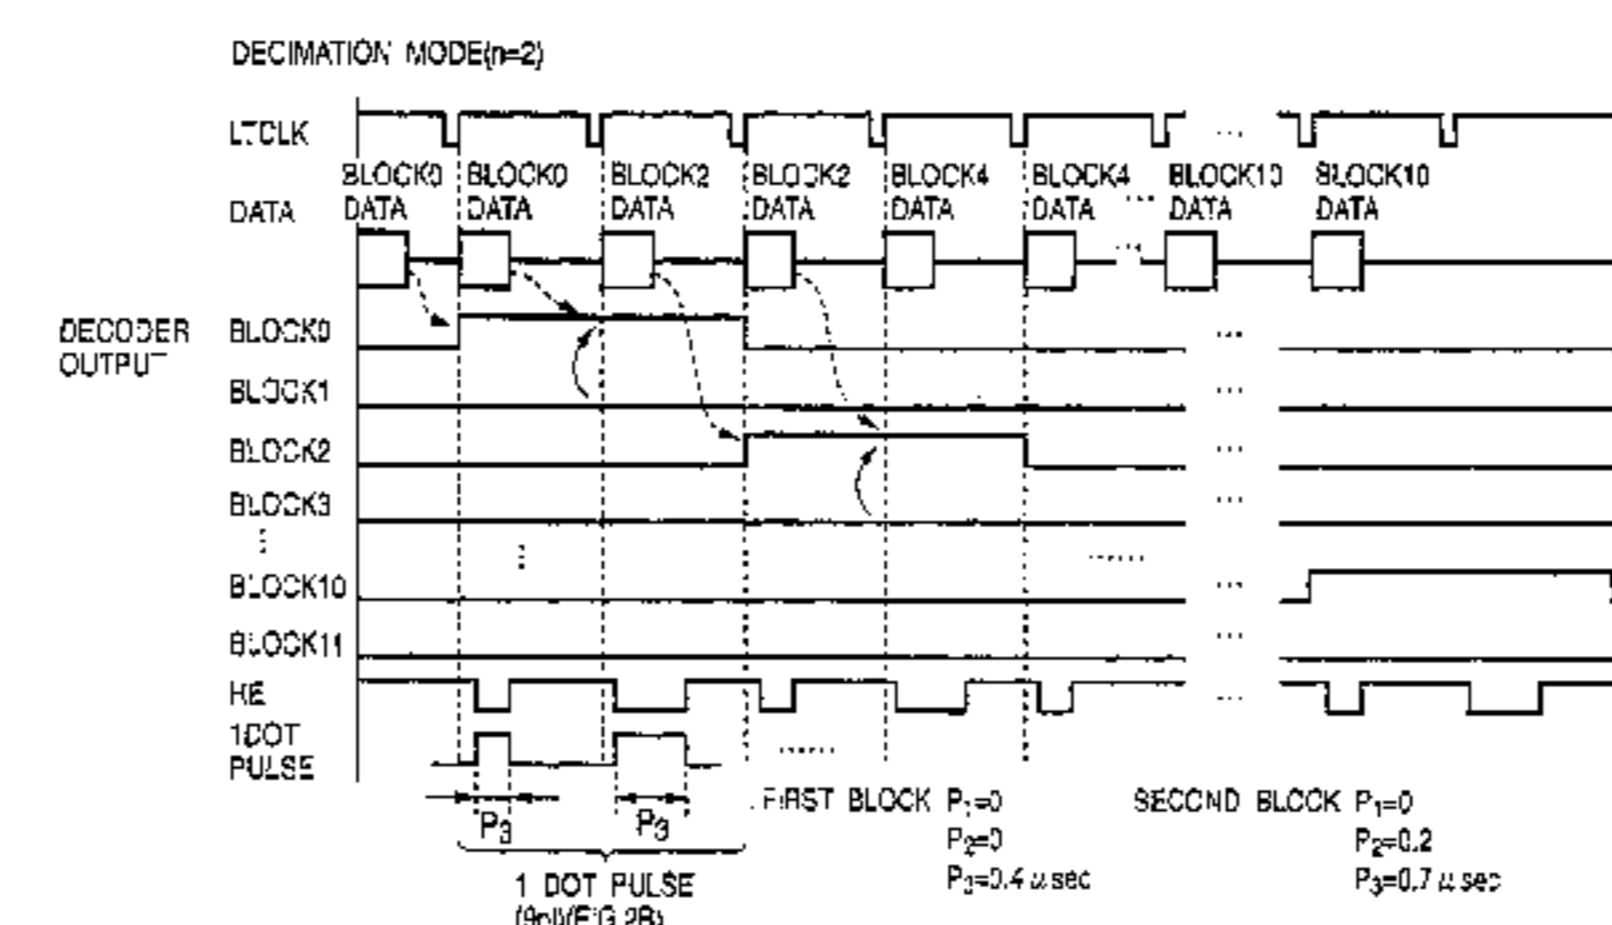 DECIMATION MODE(n=2)
LTCLK
BLOCK0 BLOCK0 BLOCK2 BLOCK2 BLOCK4 BLOCK4 BLOCK10 BLOCK10
DATA DATA DATA DATA DATA DATA DATA ... DATA DATA
DECODER OUTPUT
BLOCK0
BLOCK1
BLOCK2
BLOCK3
BLOCK10
BLOCK11
HE
1DOT
PULSE
P3 P3
1 DOT PULSE
FIRST BLOCK P1=0
P2=0
P3=0.4 μsec
SECOND BLOCK P1=0
P2=0.2
P3=0.7 μsec